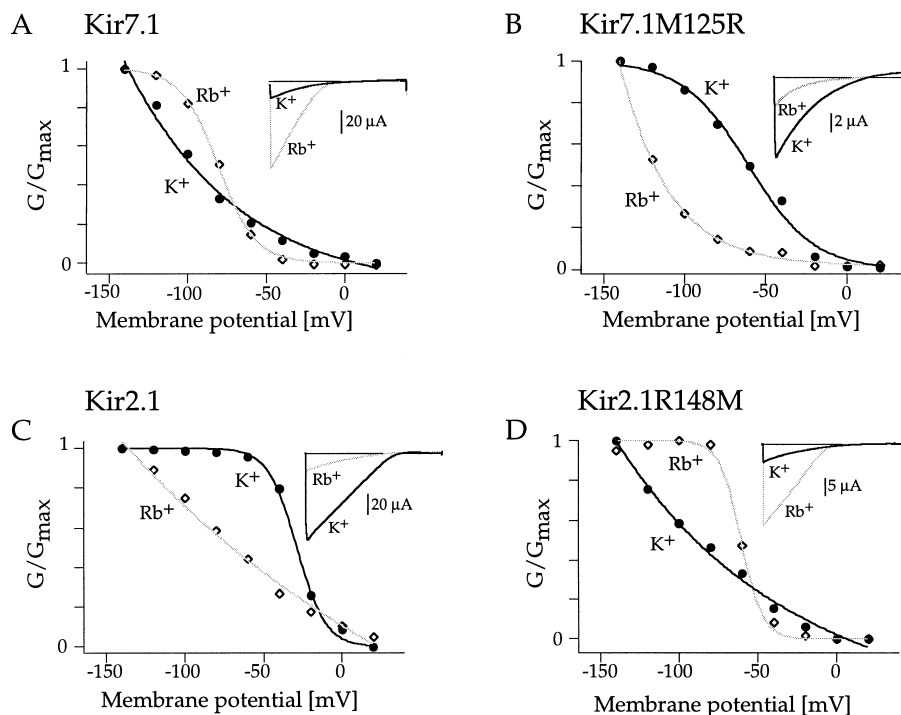 A Kir7.1
1
G/Gmax
0
Rb+
K+
K+
Rb+
20 µA
-150 -100 -50 0
Membrane potential [mV]
B Kir7.1M125R
1
G/Gmax
0
K+
Rb+
Rb+
K+
2 µA
-150 -100 -50 0
Membrane potential [mV]
C Kir2.1
1
G/Gmax
0
K+
Rb+
Rb+
K+
20 µA
-150 -100 -50 0
Membrane potential [mV]
D Kir2.1R148M
1
G/Gmax
0
Rb+
K+
K+
Rb+
5 µA
-150 -100 -50 0
Membrane potential [mV]